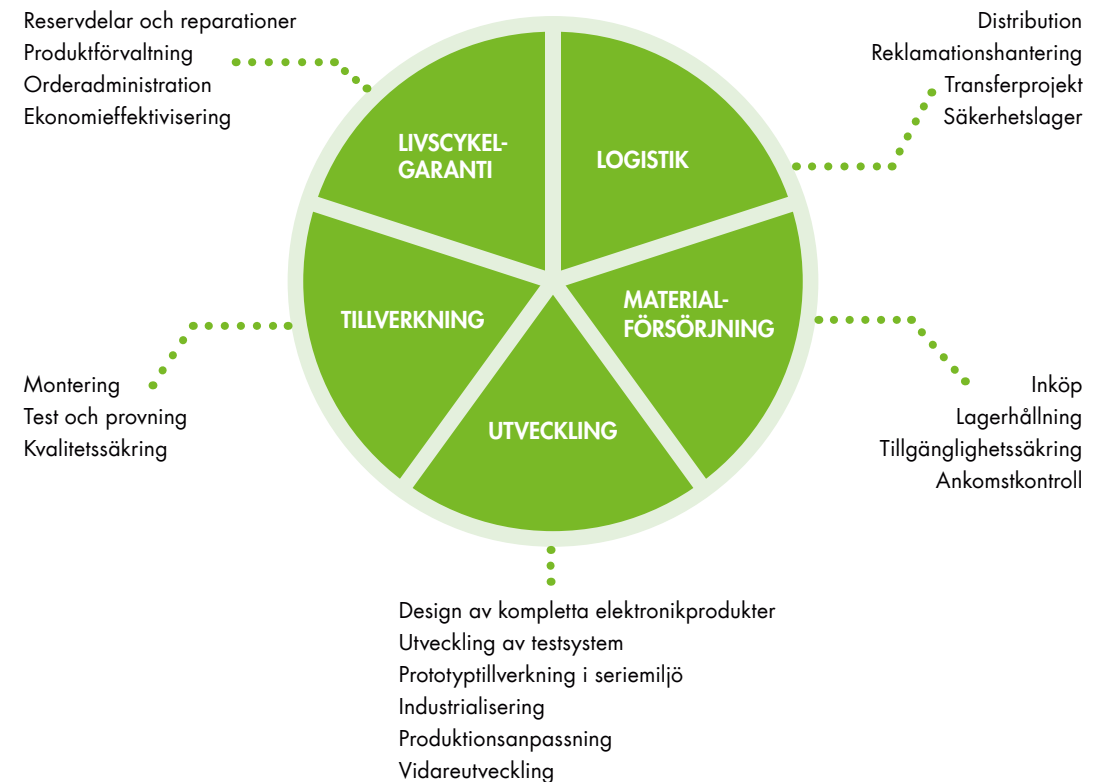 Reservdelar och reparationer
Produktförvaltning
Orderadministration
Ekonomieffektivisering
Distribution
Reklamationshantering
Transferprojekt
Säkerhetslager
LIVSCYKEL-
GARANTI
LOGISTIK
TILLVERKNING
MATERIAL-
FÖRSÖRJNING
UTVECKLING
Montering
Test och provning
Kvalitetssäkring
Inköp
Lagerhållning
Tillgänglighetssäkring
Ankomstkontroll
Design av kompletta elektronikprodukter
Utveckling av testsystem
Prototyptillverkning i seriemiljö
Industrialisering
Produktionsanpassning
Vidareutveckling